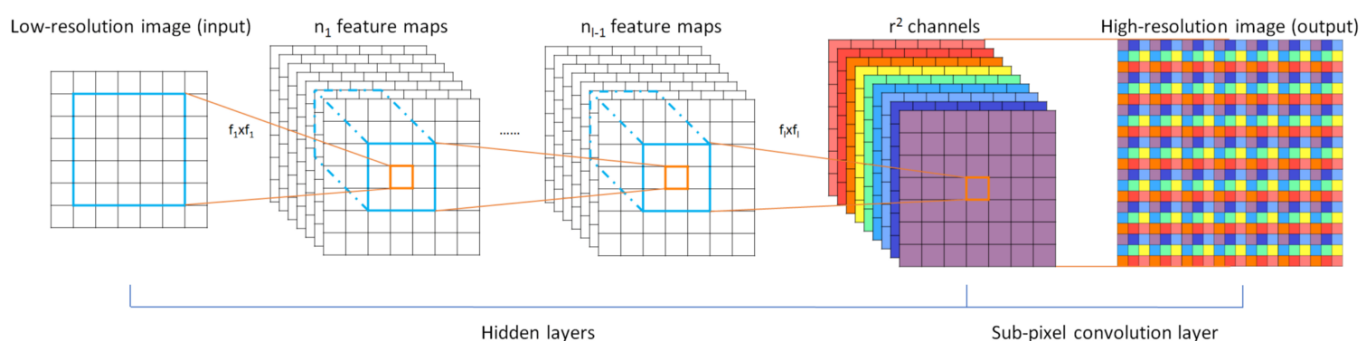 Low-resolution image (input)
n₁ feature maps
nₗ₋₁ feature maps
r² channels
High-resolution image (output)
f₁xf₁
......
fₗxfₗ
Hidden layers
Sub-pixel convolution layer